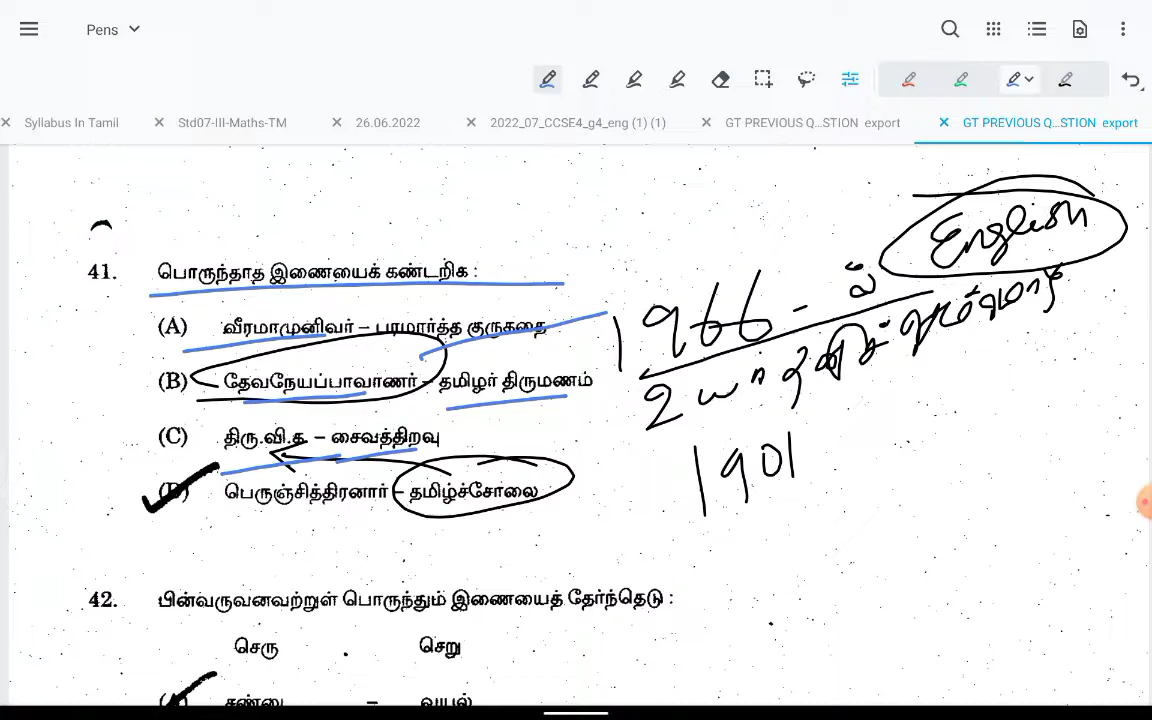 Pens
Syllabus In Tamil
Std07-III-Maths-TM
26.06.2022
2022_07_CCSE4_g4_eng (1) (1)
GT PREVIOUS Q...STION export
GT PREVIOUS Q...STION export
English
41. பொருந்தாத இணையைக் கண்டறிக :
1966 - ல்
(A) வீரமாமுனிவர் – பரமார்த்த குருகதை
(B) தேவநேயப்பாவாணர் – தமிழர் திருமணம்
(C) திரு.வி.க. – சைவத்திறவு
1901
(D) பெருஞ்சித்திரனார் – தமிழ்ச்சோலை
42. பின்வருவனவற்றுள் பொருந்தும் இணையைத் தேர்ந்தெடு :
செரு செறு
சண்டை – வயல்